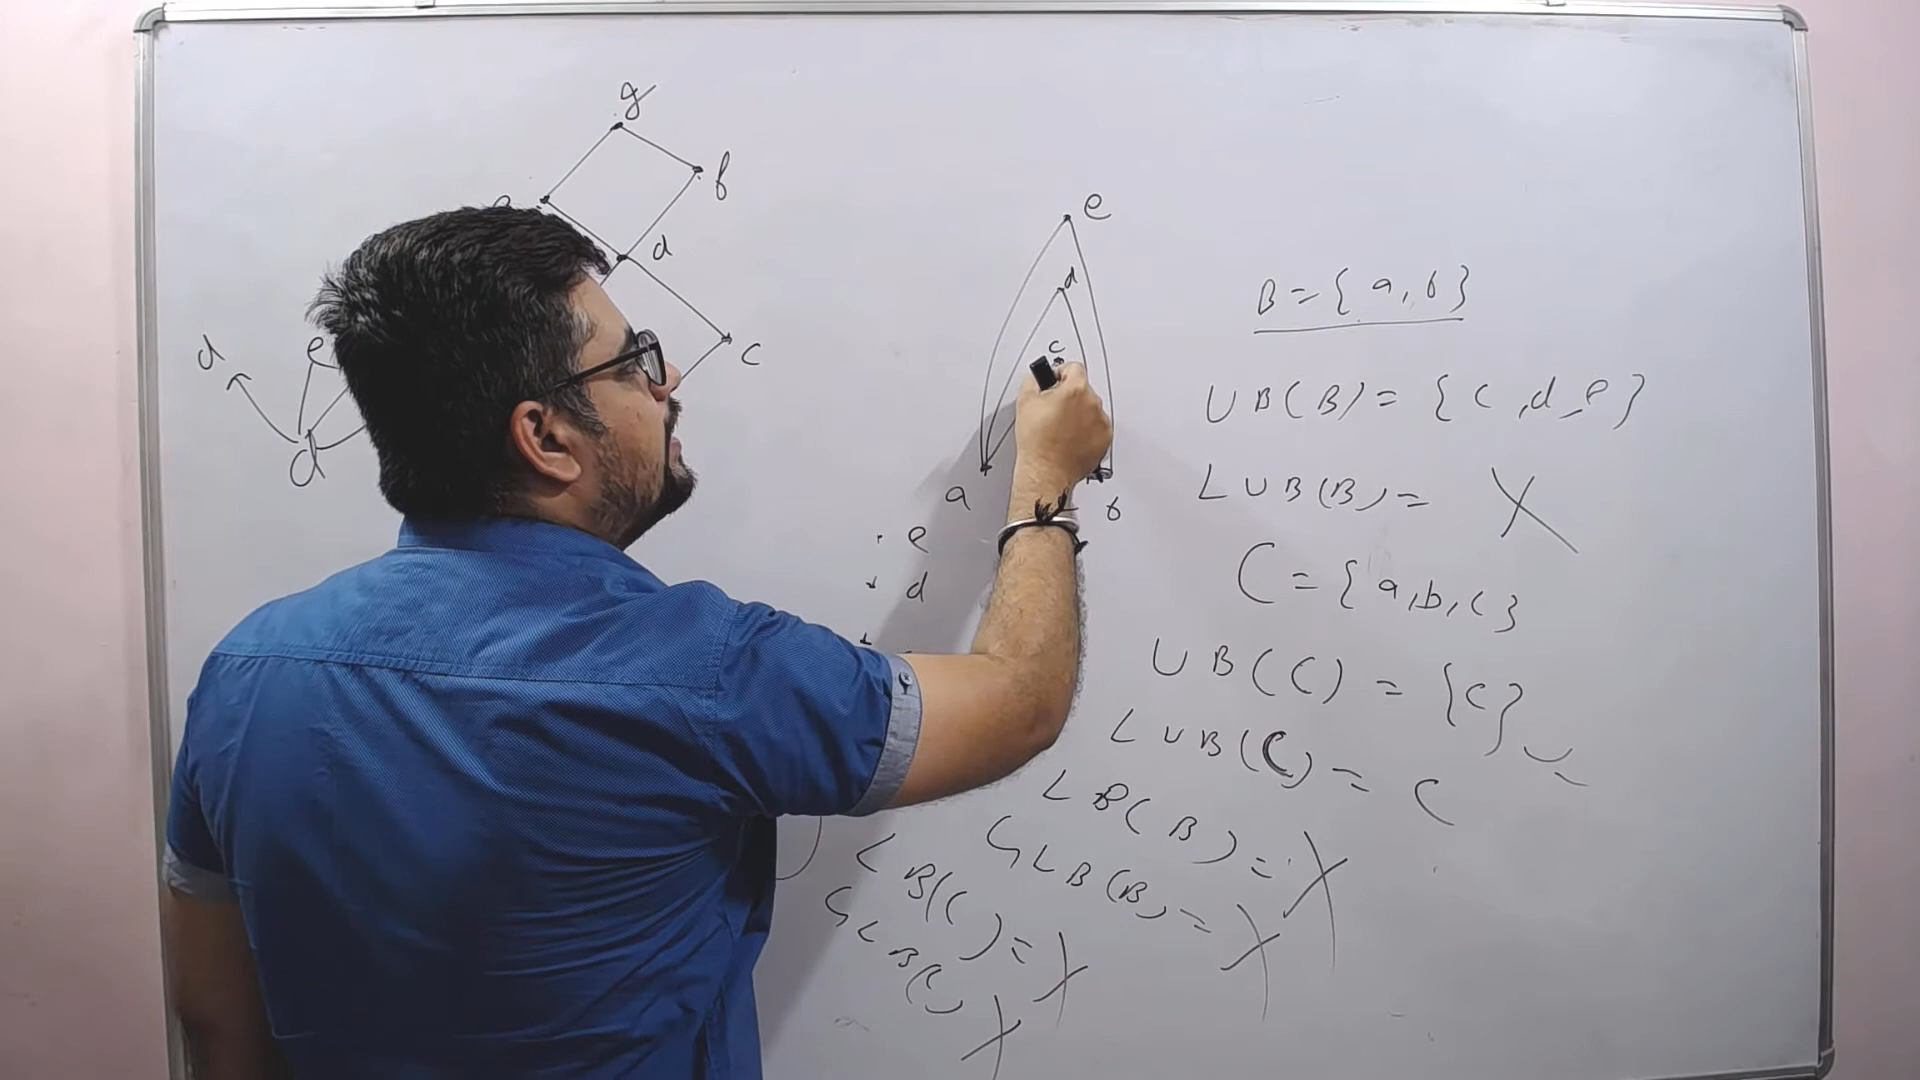 g
f
d
c
d
e
d
e
d
c
a
b
e
d
B = { a, b }
UB(B) = { c, d, e }
LUB(B) = X
C = { a, b, c }
UB(C) = { c }
LUB(C) = C
LB(B) = X
GLB(B) = X
LB(C) = X
GLB(C) X